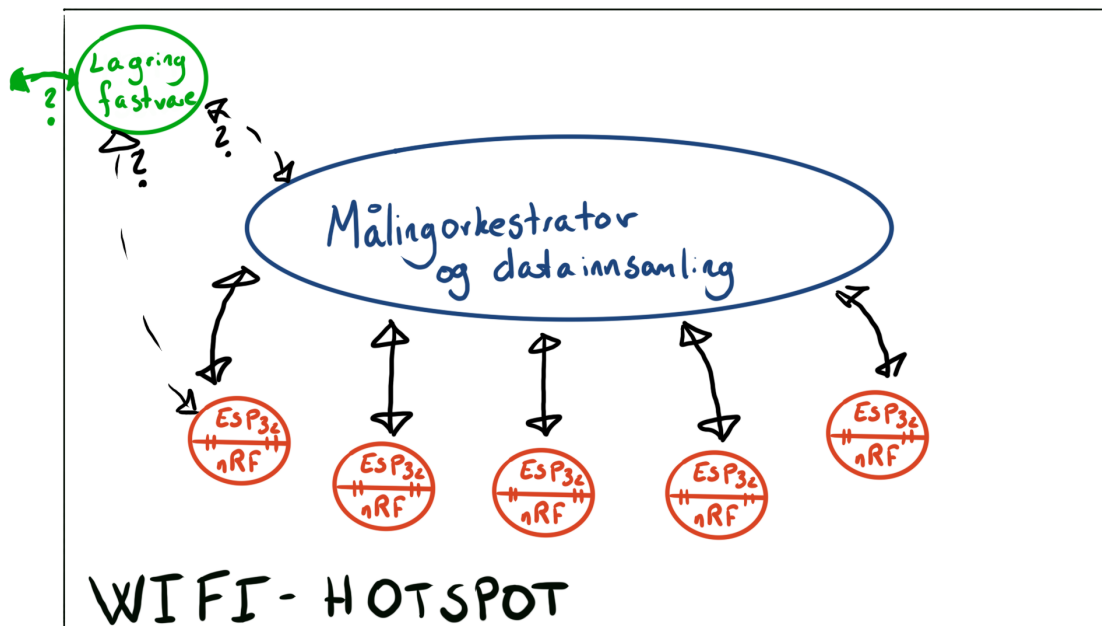 Lagring
fastvare
?
?
?
Målingorkestrator
og datainnsamling
ESP32
nRF
ESP32
nRF
ESP32
nRF
ESP32
nRF
ESP32
nRF
WIFI-HOTSPOT